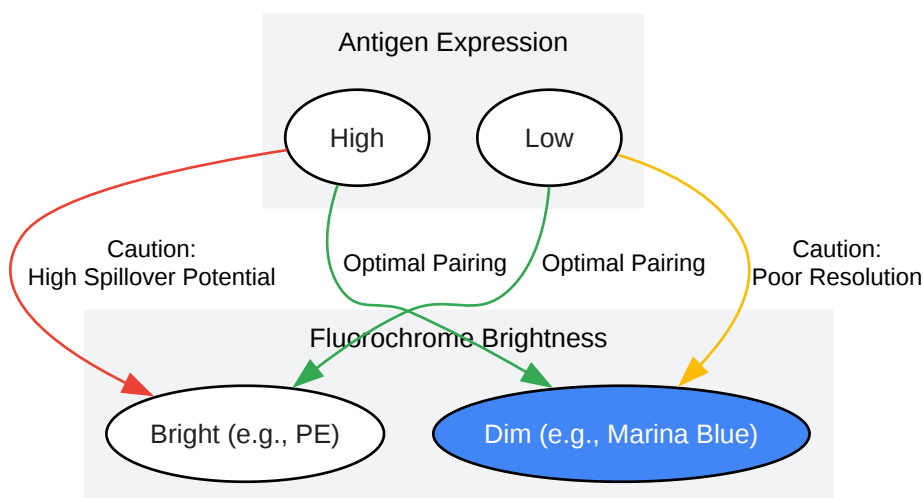 Antigen Expression
High
Low
Caution:
High Spillover Potential
Optimal Pairing
Optimal Pairing
Caution:
Poor Resolution
Fluorochrome Brightness
Bright (e.g., PE)
Dim (e.g., Marina Blue)